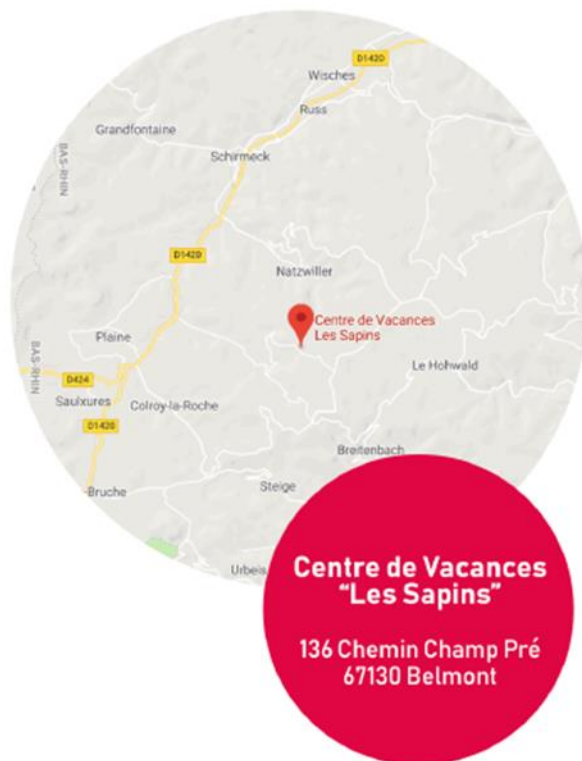 D1420
Wisches
Russ
Grandfontaine
BAS-RHIN
Schirmeck
D1420
Natzwiller
Centre de Vacances
Les Sapins
Plaine
BAS-RHIN
Le Hohwald
D424
Saulxures
Colroy-la-Roche
D1420
Breitenbach
Steige
Bruche
Urbeis
Centre de Vacances
"Les Sapins"
136 Chemin Champ Pré
67130 Belmont